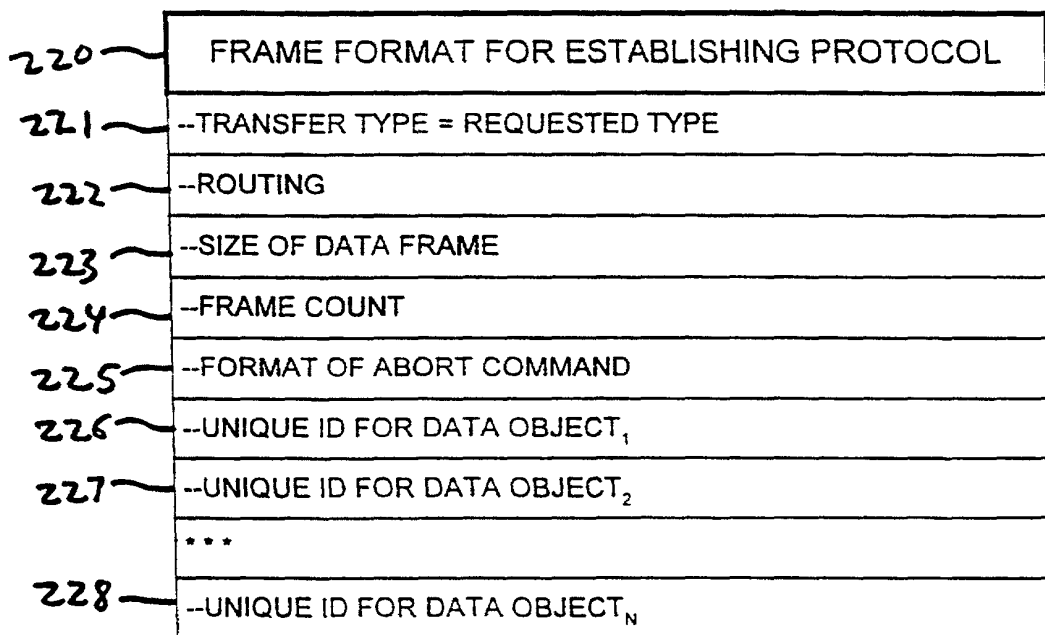 220 FRAME FORMAT FOR ESTABLISHING PROTOCOL
221 --TRANSFER TYPE = REQUESTED TYPE
222 --ROUTING
223 --SIZE OF DATA FRAME
224 --FRAME COUNT
225 --FORMAT OF ABORT COMMAND
226 --UNIQUE ID FOR DATA OBJECT₁
227 --UNIQUE ID FOR DATA OBJECT₂
* * *
228 --UNIQUE ID FOR DATA OBJECT_N